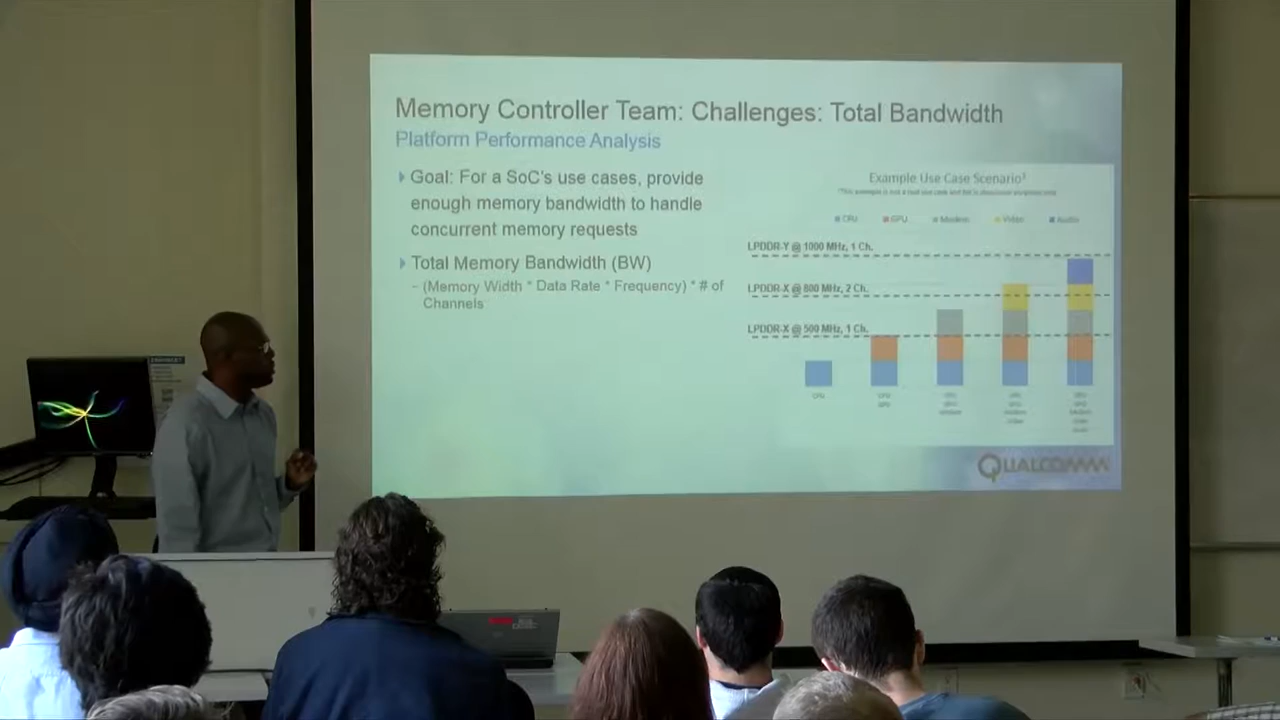 Memory Controller Team: Challenges: Total Bandwidth
Platform Performance Analysis
Goal: For a SoC's use cases, provide
enough memory bandwidth to handle
concurrent memory requests
Total Memory Bandwidth (BW)
- (Memory Width * Data Rate * Frequency) * # of
Channels
Example Use Case Scenario¹
CPU GPU Modem Video Audio
LPDDR-Y @ 1000 MHz, 1 Ch.
LPDDR-X @ 800 MHz, 2 Ch.
LPDDR-X @ 500 MHz, 1 Ch.
QUALCOMM